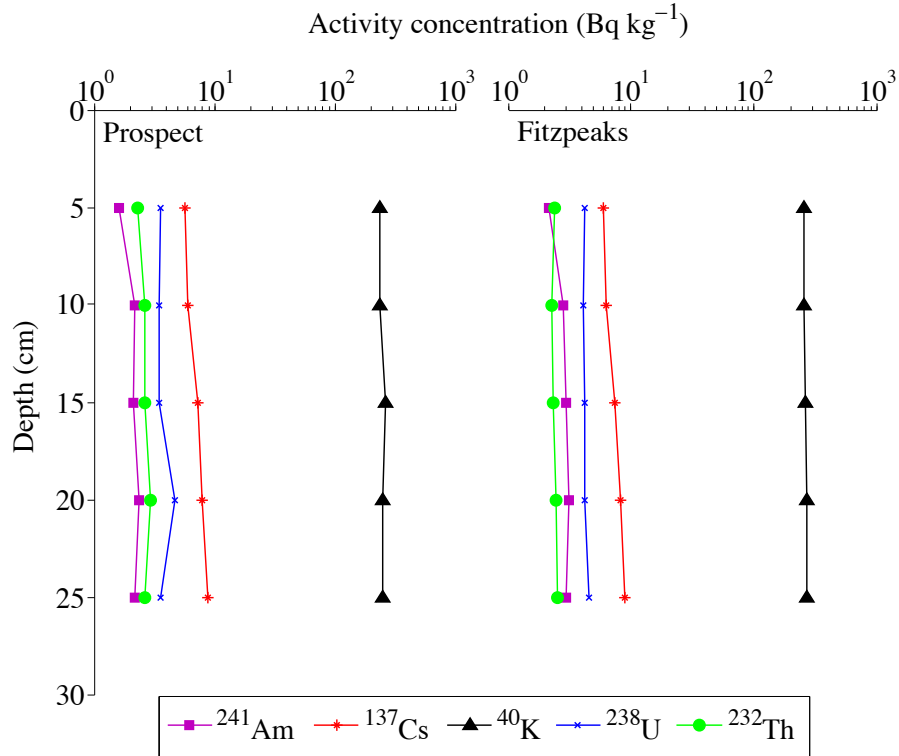 Activity concentration (Bq kg⁻¹)
10⁰ 10¹ 10² 10³ 10⁰ 10¹ 10² 10³
0
Prospect Fitzpeaks
5
10
15
20
25
30
Depth (cm)
²⁴¹Am ¹³⁷Cs ⁴⁰K ²³⁸U ²³²Th